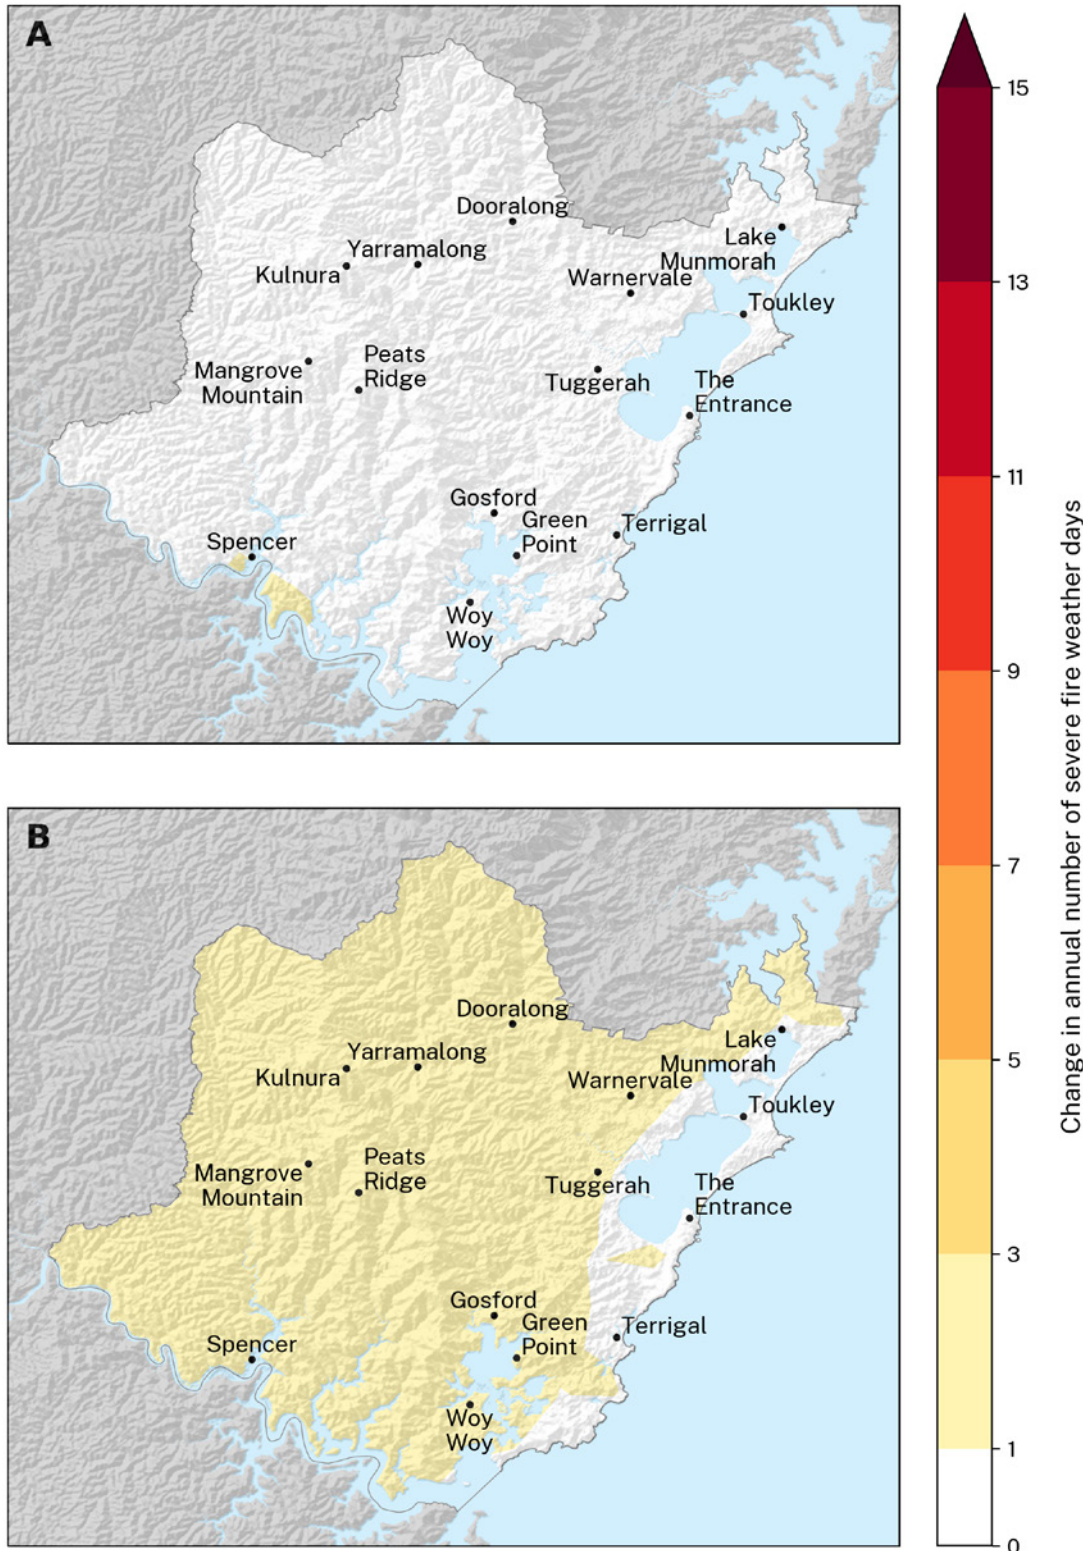 A
Dooralong
Yarramalong
Kulnura
Lake
Munmorah
Warnervale
Toukley
Peats
Ridge
Mangrove
Mountain
Tuggerah
The
Entrance
Gosford
Green
Point
Terrigal
Spencer
Woy
Woy
B
Dooralong
Yarramalong
Kulnura
Lake
Munmorah
Warnervale
Toukley
Peats
Ridge
Mangrove
Mountain
Tuggerah
The
Entrance
Gosford
Green
Point
Terrigal
Spencer
Woy
Woy
15
13
11
9
7
5
3
1
0
Change in annual number of severe fire weather days